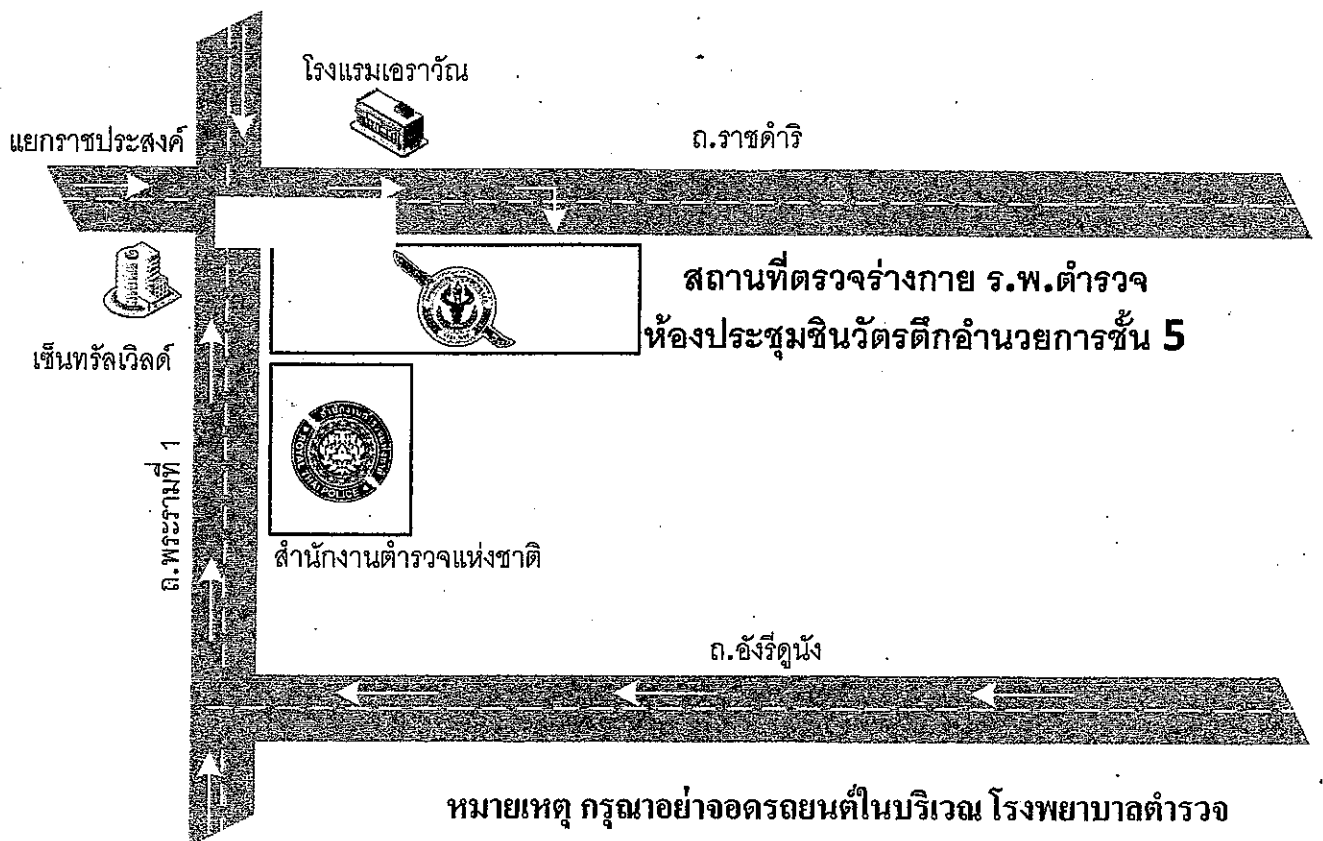 โรงแรมเอราวัณ
แยกราชประสงค์
ถ.ราชดำริ
สถานที่ตรวจร่างกาย ร.พ.ตำรวจ
ห้องประชุมชินวัตรตึกอำนวยการชั้น 5
เซ็นทรัลเวิลด์
ถ.พระรามที่ 1
ROYAL THAI POLICE
สำนักงานตำรวจแห่งชาติ
ถ.อังรีดูนัง
หมายเหตุ กรุณาอย่าจอดรถยนต์ในบริเวณ โรงพยาบาลตำรวจ